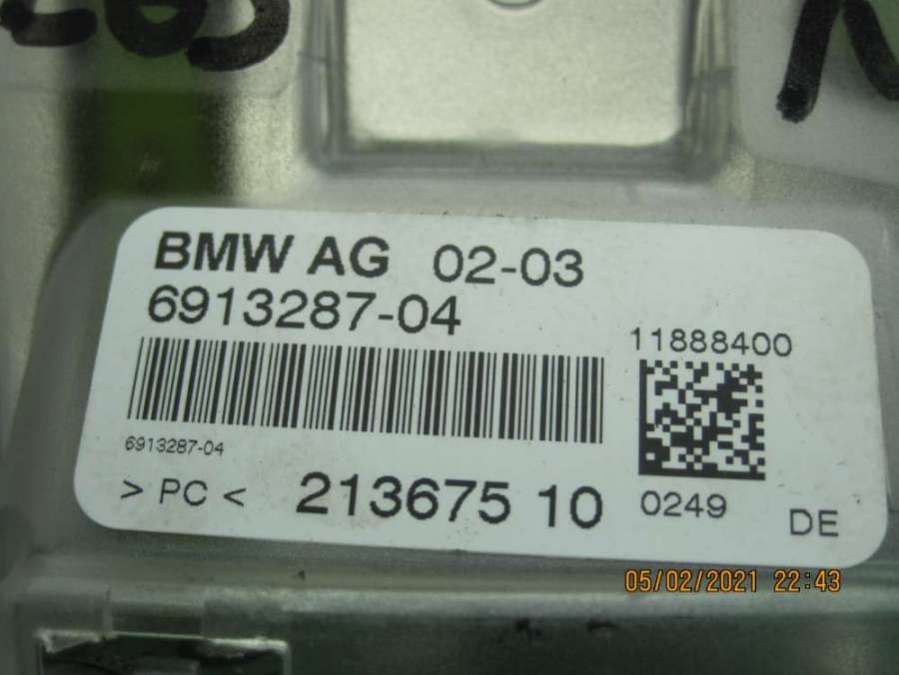 BMW AG 02-03
6913287-04
11888400
6913287-04
> PC < 213675 10
0249
DE
05/02/2021 22:43